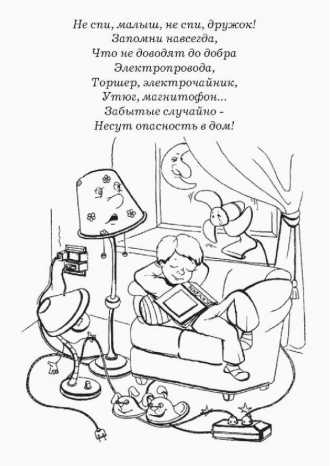 Не спи, малыш, не спи, дружок!
Запомни навсегда,
Что не доводят до добра
Электропровода,
Торшер, электрочайник,
Утюг, магнитофон...
Забытые случайно -
Несут опасность в дом!